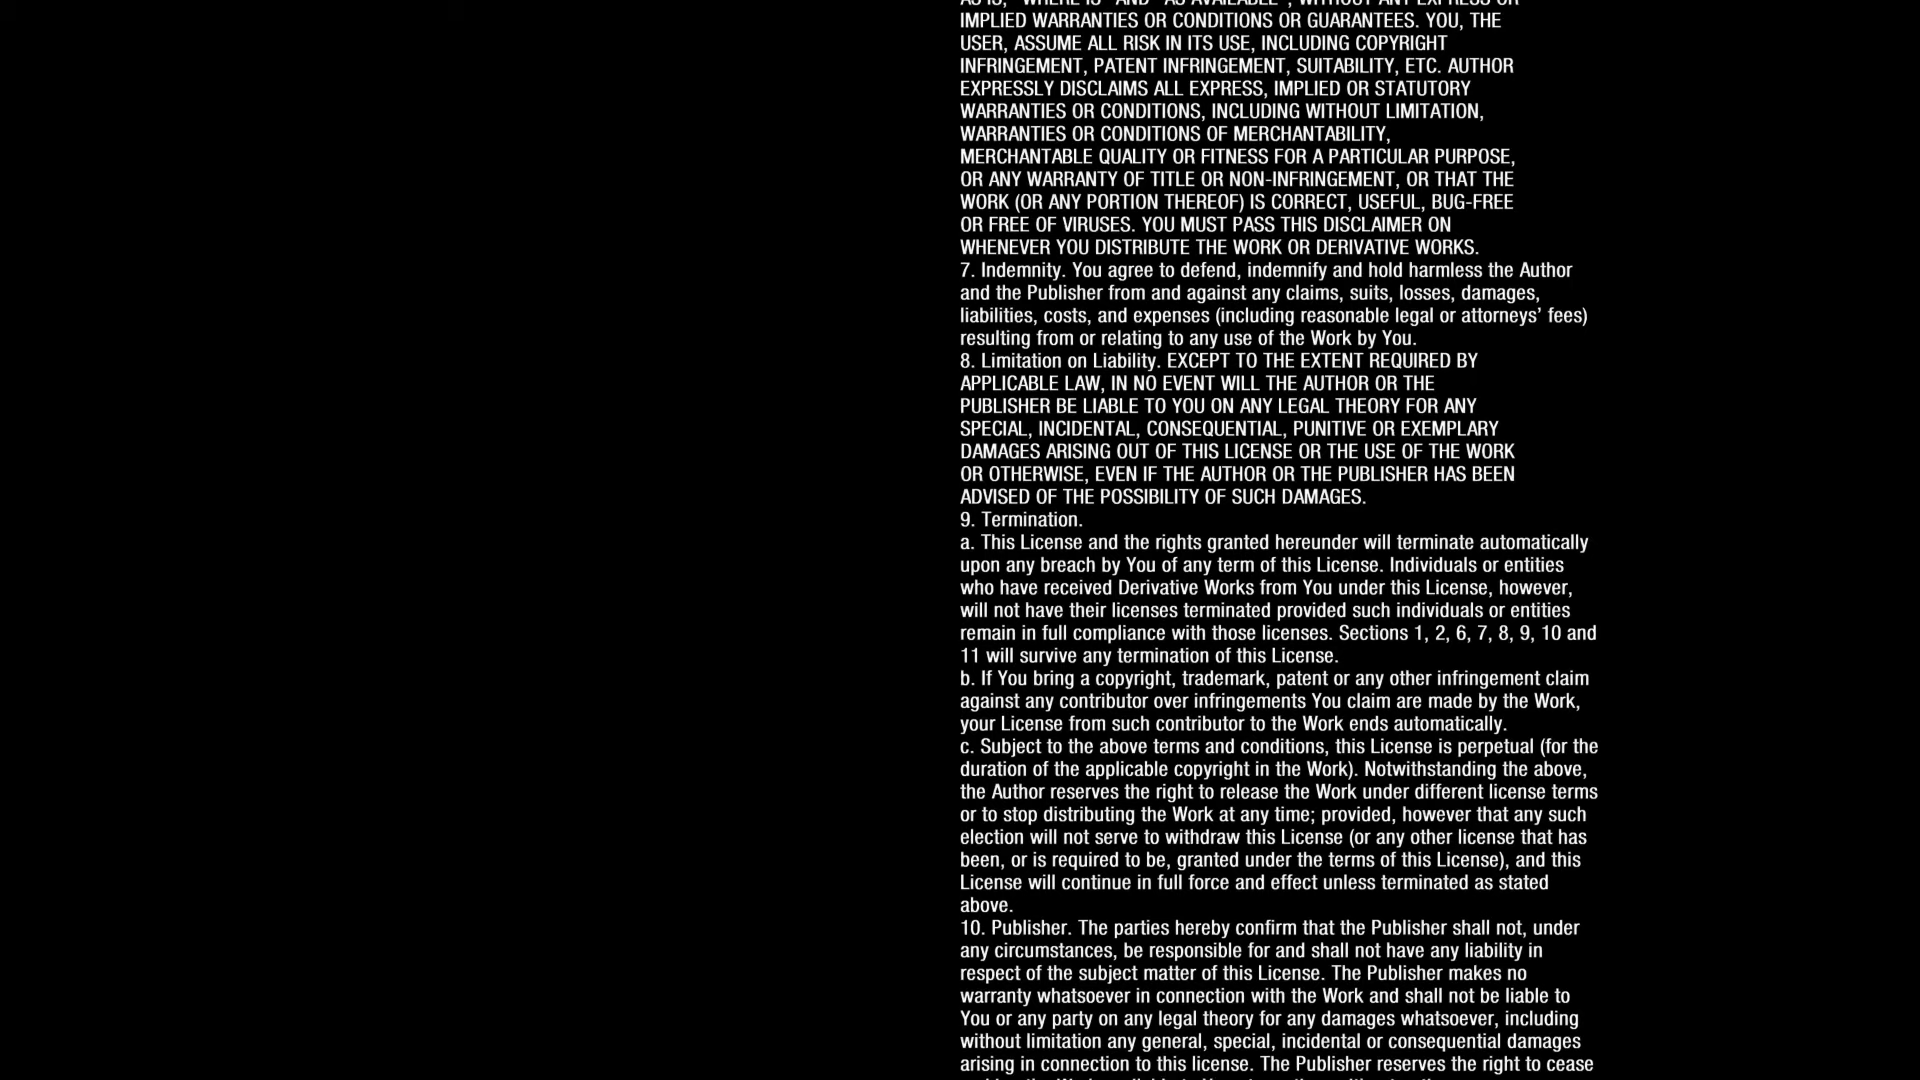 AS IS," "WHERE IS" AND "AS AVAILABLE", WITHOUT ANY EXPRESS OR
IMPLIED WARRANTIES OR CONDITIONS OR GUARANTEES. YOU, THE
USER, ASSUME ALL RISK IN ITS USE, INCLUDING COPYRIGHT
INFRINGEMENT, PATENT INFRINGEMENT, SUITABILITY, ETC. AUTHOR
EXPRESSLY DISCLAIMS ALL EXPRESS, IMPLIED OR STATUTORY
WARRANTIES OR CONDITIONS, INCLUDING WITHOUT LIMITATION,
WARRANTIES OR CONDITIONS OF MERCHANTABILITY,
MERCHANTABLE QUALITY OR FITNESS FOR A PARTICULAR PURPOSE,
OR ANY WARRANTY OF TITLE OR NON-INFRINGEMENT, OR THAT THE
WORK (OR ANY PORTION THEREOF) IS CORRECT, USEFUL, BUG-FREE
OR FREE OF VIRUSES. YOU MUST PASS THIS DISCLAIMER ON
WHENEVER YOU DISTRIBUTE THE WORK OR DERIVATIVE WORKS.
7. Indemnity. You agree to defend, indemnify and hold harmless the Author
and the Publisher from and against any claims, suits, losses, damages,
liabilities, costs, and expenses (including reasonable legal or attorneys’ fees)
resulting from or relating to any use of the Work by You.
8. Limitation on Liability. EXCEPT TO THE EXTENT REQUIRED BY
APPLICABLE LAW, IN NO EVENT WILL THE AUTHOR OR THE
PUBLISHER BE LIABLE TO YOU ON ANY LEGAL THEORY FOR ANY
SPECIAL, INCIDENTAL, CONSEQUENTIAL, PUNITIVE OR EXEMPLARY
DAMAGES ARISING OUT OF THIS LICENSE OR THE USE OF THE WORK
OR OTHERWISE, EVEN IF THE AUTHOR OR THE PUBLISHER HAS BEEN
ADVISED OF THE POSSIBILITY OF SUCH DAMAGES.
9. Termination.
a. This License and the rights granted hereunder will terminate automatically
upon any breach by You of any term of this License. Individuals or entities
who have received Derivative Works from You under this License, however,
will not have their licenses terminated provided such individuals or entities
remain in full compliance with those licenses. Sections 1, 2, 6, 7, 8, 9, 10 and
11 will survive any termination of this License.
b. If You bring a copyright, trademark, patent or any other infringement claim
against any contributor over infringements You claim are made by the Work,
your License from such contributor to the Work ends automatically.
c. Subject to the above terms and conditions, this License is perpetual (for the
duration of the applicable copyright in the Work). Notwithstanding the above,
the Author reserves the right to release the Work under different license terms
or to stop distributing the Work at any time; provided, however that any such
election will not serve to withdraw this License (or any other license that has
been, or is required to be, granted under the terms of this License), and this
License will continue in full force and effect unless terminated as stated
above.
10. Publisher. The parties hereby confirm that the Publisher shall not, under
any circumstances, be responsible for and shall not have any liability in
respect of the subject matter of this License. The Publisher makes no
warranty whatsoever in connection with the Work and shall not be liable to
You or any party on any legal theory for any damages whatsoever, including
without limitation any general, special, incidental or consequential damages
arising in connection to this license. The Publisher reserves the right to cease